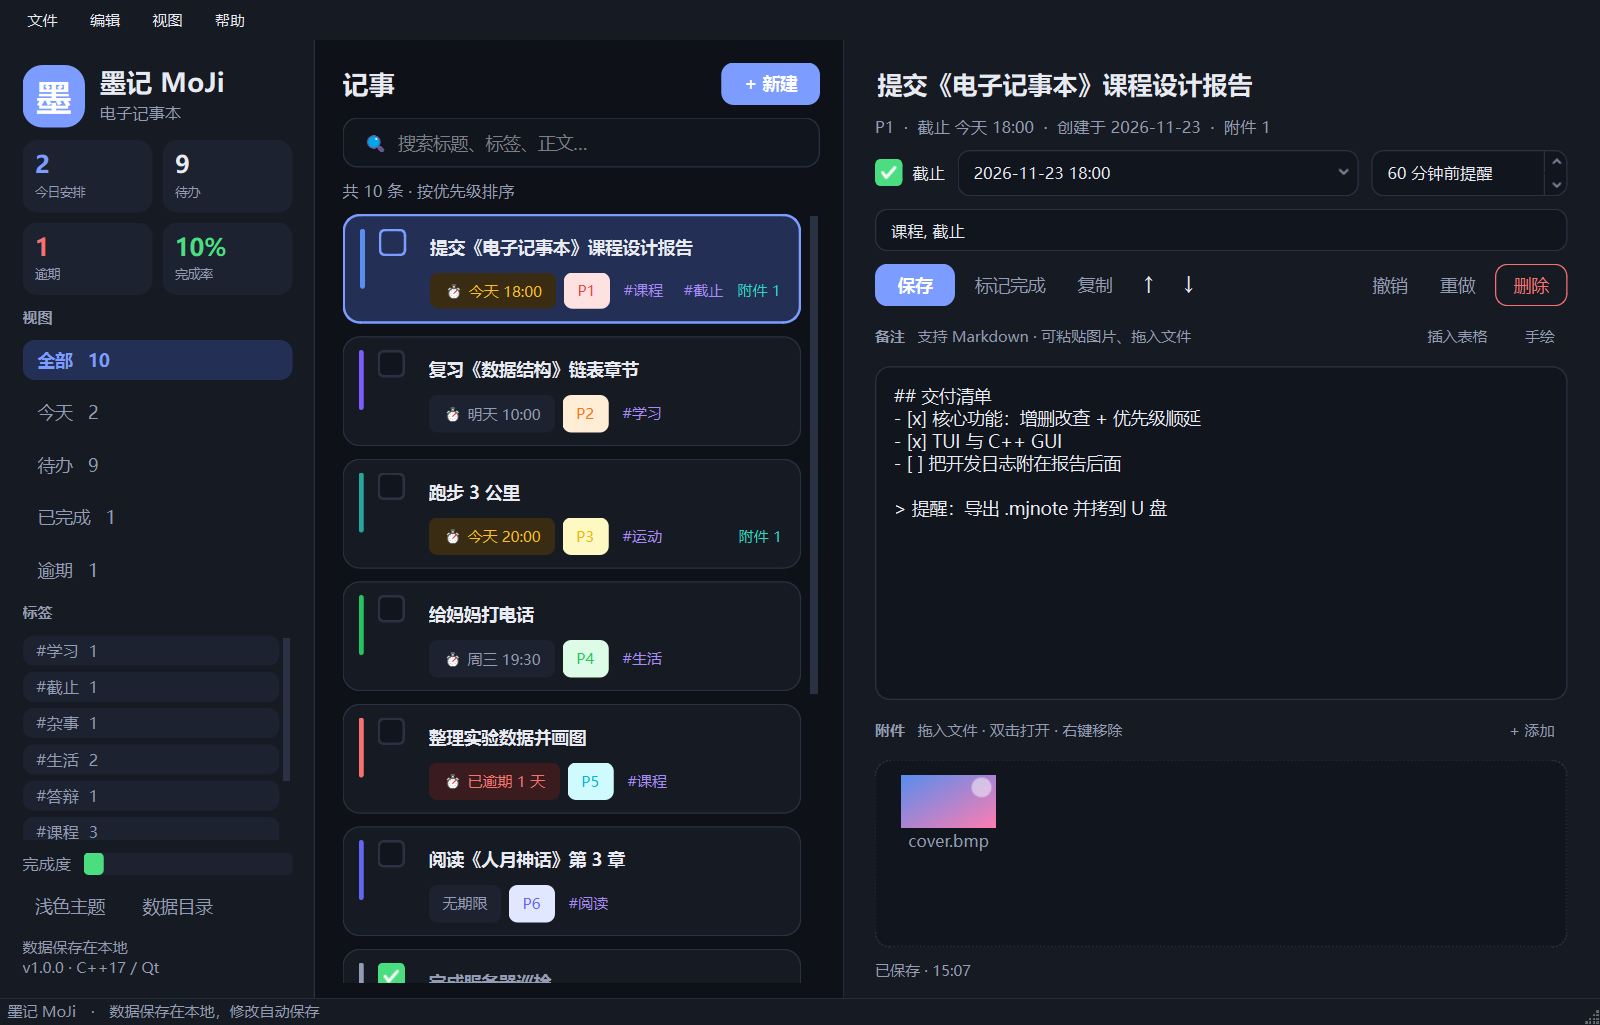 文件 编辑 视图 帮助
墨
墨记 MoJi
电子记事本
2
今日安排
9
待办
1
逾期
10%
完成率
视图
全部 10
今天 2
待办 9
已完成 1
逾期 1
标签
#学习 1
#截止 1
#杂事 1
#生活 2
#答辩 1
#课程 3
完成度
浅色主题 数据目录
数据保存在本地
v1.0.0 · C++17 / Qt
记事
+ 新建
搜索标题、标签、正文...
共 10 条 · 按优先级排序
提交《电子记事本》课程设计报告
今天 18:00 P1 #课程 #截止 附件 1
复习《数据结构》链表章节
明天 10:00 P2 #学习
跑步 3 公里
今天 20:00 P3 #运动 附件 1
给妈妈打电话
周三 19:30 P4 #生活
整理实验数据并画图
已逾期 1 天 P5 #课程
阅读《人月神话》第 3 章
无期限 P6 #阅读
完成服务器巡检
提交《电子记事本》课程设计报告
P1 · 截止 今天 18:00 · 创建于 2026-11-23 · 附件 1
截止 2026-11-23 18:00 60 分钟前提醒
课程, 截止
保存 标记完成 复制 ↑ ↓ 撤销 重做 删除
备注 支持 Markdown · 可粘贴图片、拖入文件 插入表格 手绘
## 交付清单
- [x] 核心功能：增删改查 + 优先级顺延
- [x] TUI 与 C++ GUI
- [ ] 把开发日志附在报告后面
> 提醒：导出 .mjnote 并拷到 U 盘
附件 拖入文件 · 双击打开 · 右键移除 + 添加
cover.bmp
已保存 · 15:07
墨记 MoJi · 数据保存在本地，修改自动保存